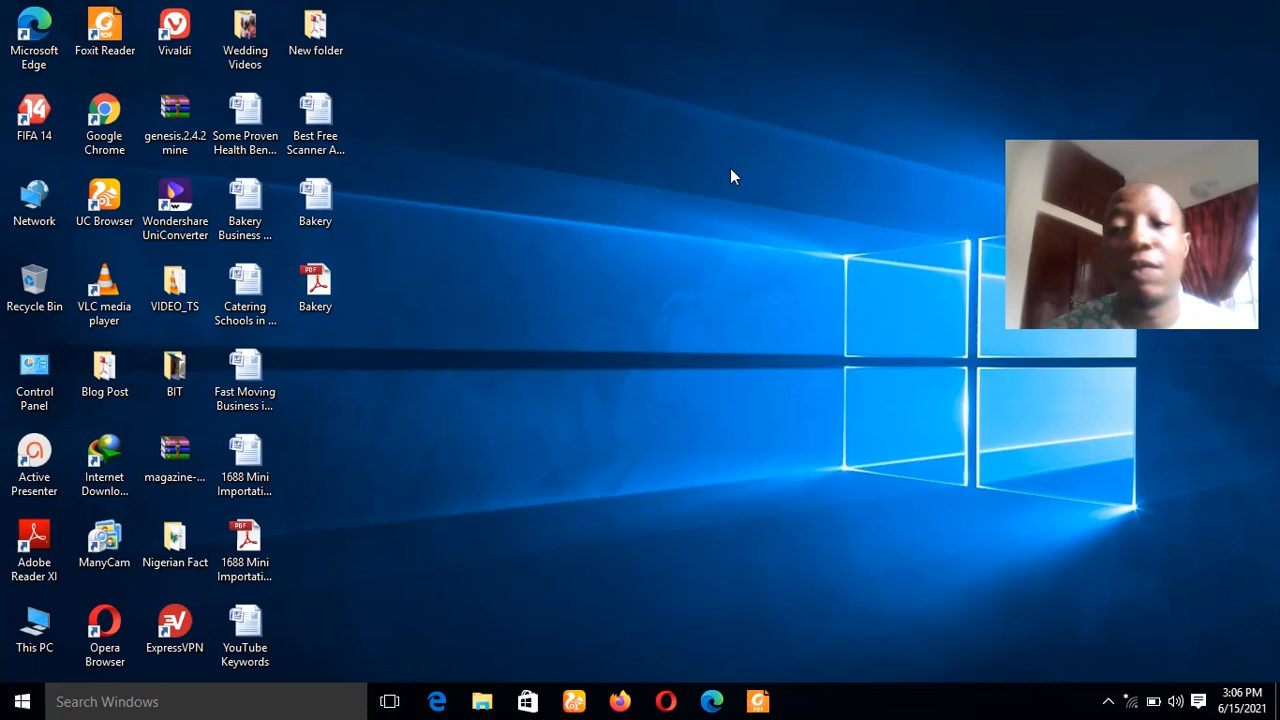 Microsoft
Edge
Foxit Reader
Vivaldi
Wedding
Videos
New folder
14
FIFA 14
Google
Chrome
genesis.2.4.2
mine
Some Proven
Health Ben...
Best Free
Scanner A...
Network
UC Browser
Wondershare
UniConverter
Bakery
Business ...
Bakery
Recycle Bin
VLC media
player
VIDEO_TS
Catering
Schools in ...
PDF
Bakery
Control
Panel
Blog Post
BIT
Fast Moving
Business i...
Active
Presenter
Internet
Downlo...
magazine-...
1688 Mini
Importati...
Adobe
Reader XI
ManyCam
Nigerian Fact
PDF
1688 Mini
Importati...
This PC
Opera
Browser
ExpressVPN
YouTube
Keywords
Search Windows
3:06 PM
6/15/2021